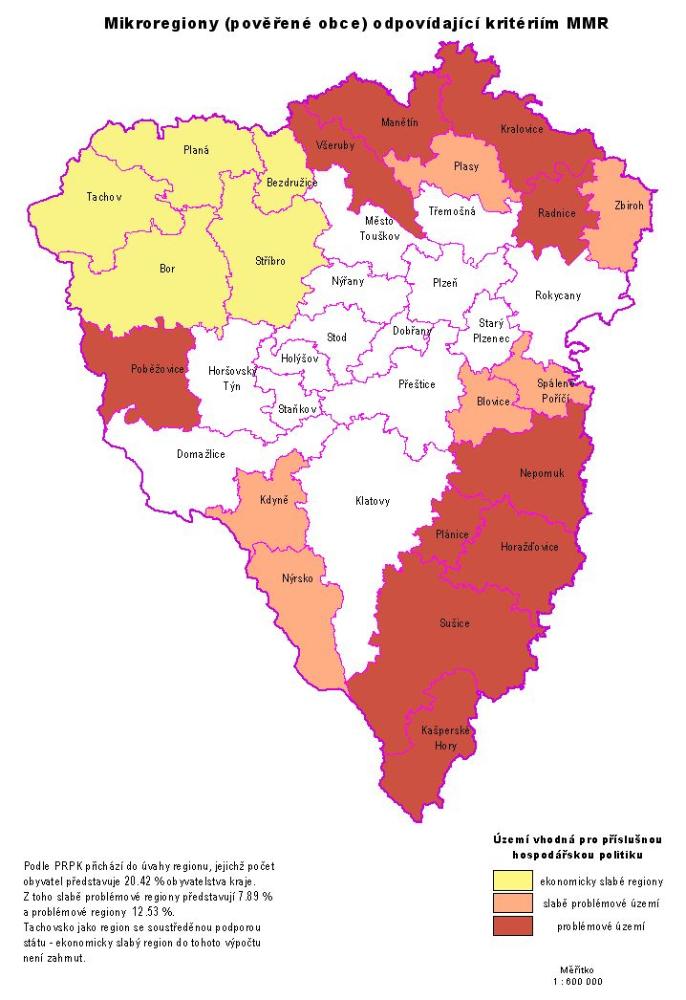 Mikroregiony (pověřené obce) odpovídající kritériím MMR
Manětín
Kralovice
Všeruby
Planá
Plasy
Bezdružice
Tachov
Zbiroh
Třemošná
Radnice
Město
Touškov
Stříbro
Bor
Nýřany
Plzeň
Rokycany
Starý
Plzenec
Dobřany
Stod
Holýšov
Poběžovice
Horšovský
Týn
Přeštice
Spálené
Poříčí
Blovice
Staňkov
Domažlice
Nepomuk
Kdyně
Klatovy
Plánice
Horažďovice
Nýrsko
Sušice
Kašperské
Hory
Území vhodná pro příslušnou
hospodářskou politiku
ekonomicky slabé regiony
slabě problémové území
problémové území
Podle PRPK přichází do úvahy regionu, jejichž počet
obyvatel představuje 20.42 % obyvatelstva kraje.
Z toho slabě problémové regiony představují 7.89 %
a problémové regiony 12.53 %.
Tachovsko jako region se soustředěnou podporou
státu - ekonomicky slabý region do tohoto výpočtu
není zahrnut.
Měřítko
1 : 600 000